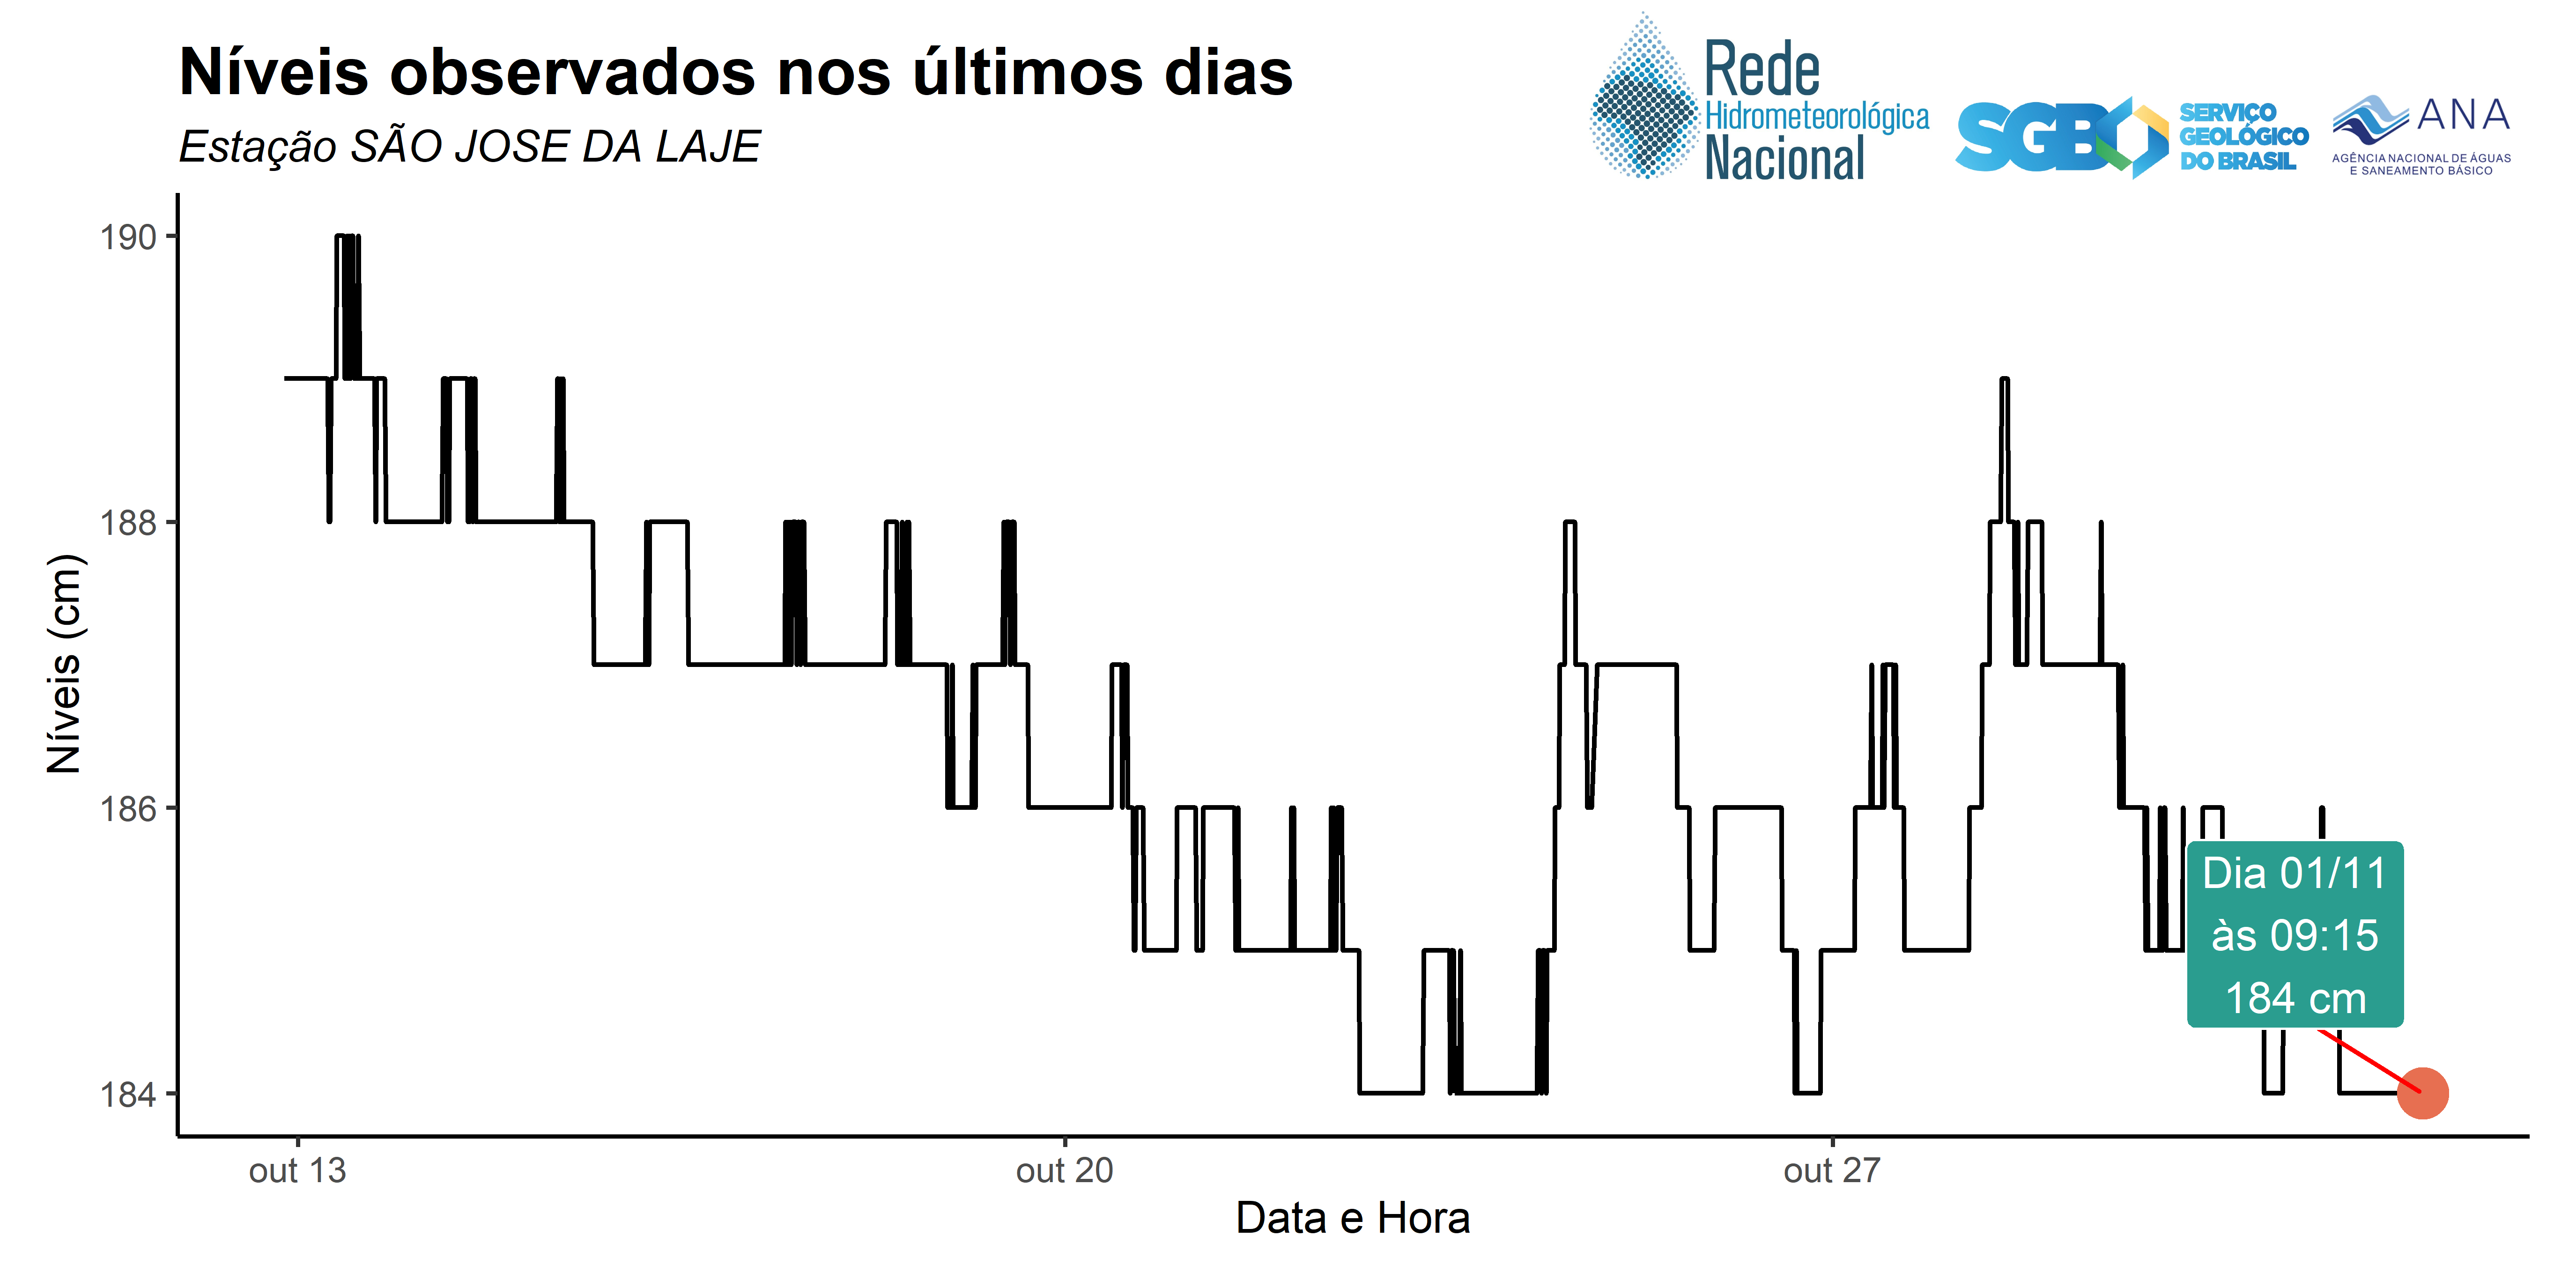 Níveis observados nos últimos dias
Estação SÃO JOSE DA LAJE
Rede
Hidrometeorológica
Nacional
SGB
SERVIÇO
GEOLÓGICO
DO BRASIL
ANA
AGÊNCIA NACIONAL DE ÁGUAS
E SANEAMENTO BÁSICO
Níveis (cm)
190
188
186
184
Dia 01/11
às 09:15
184 cm
out 13
out 20
out 27
Data e Hora